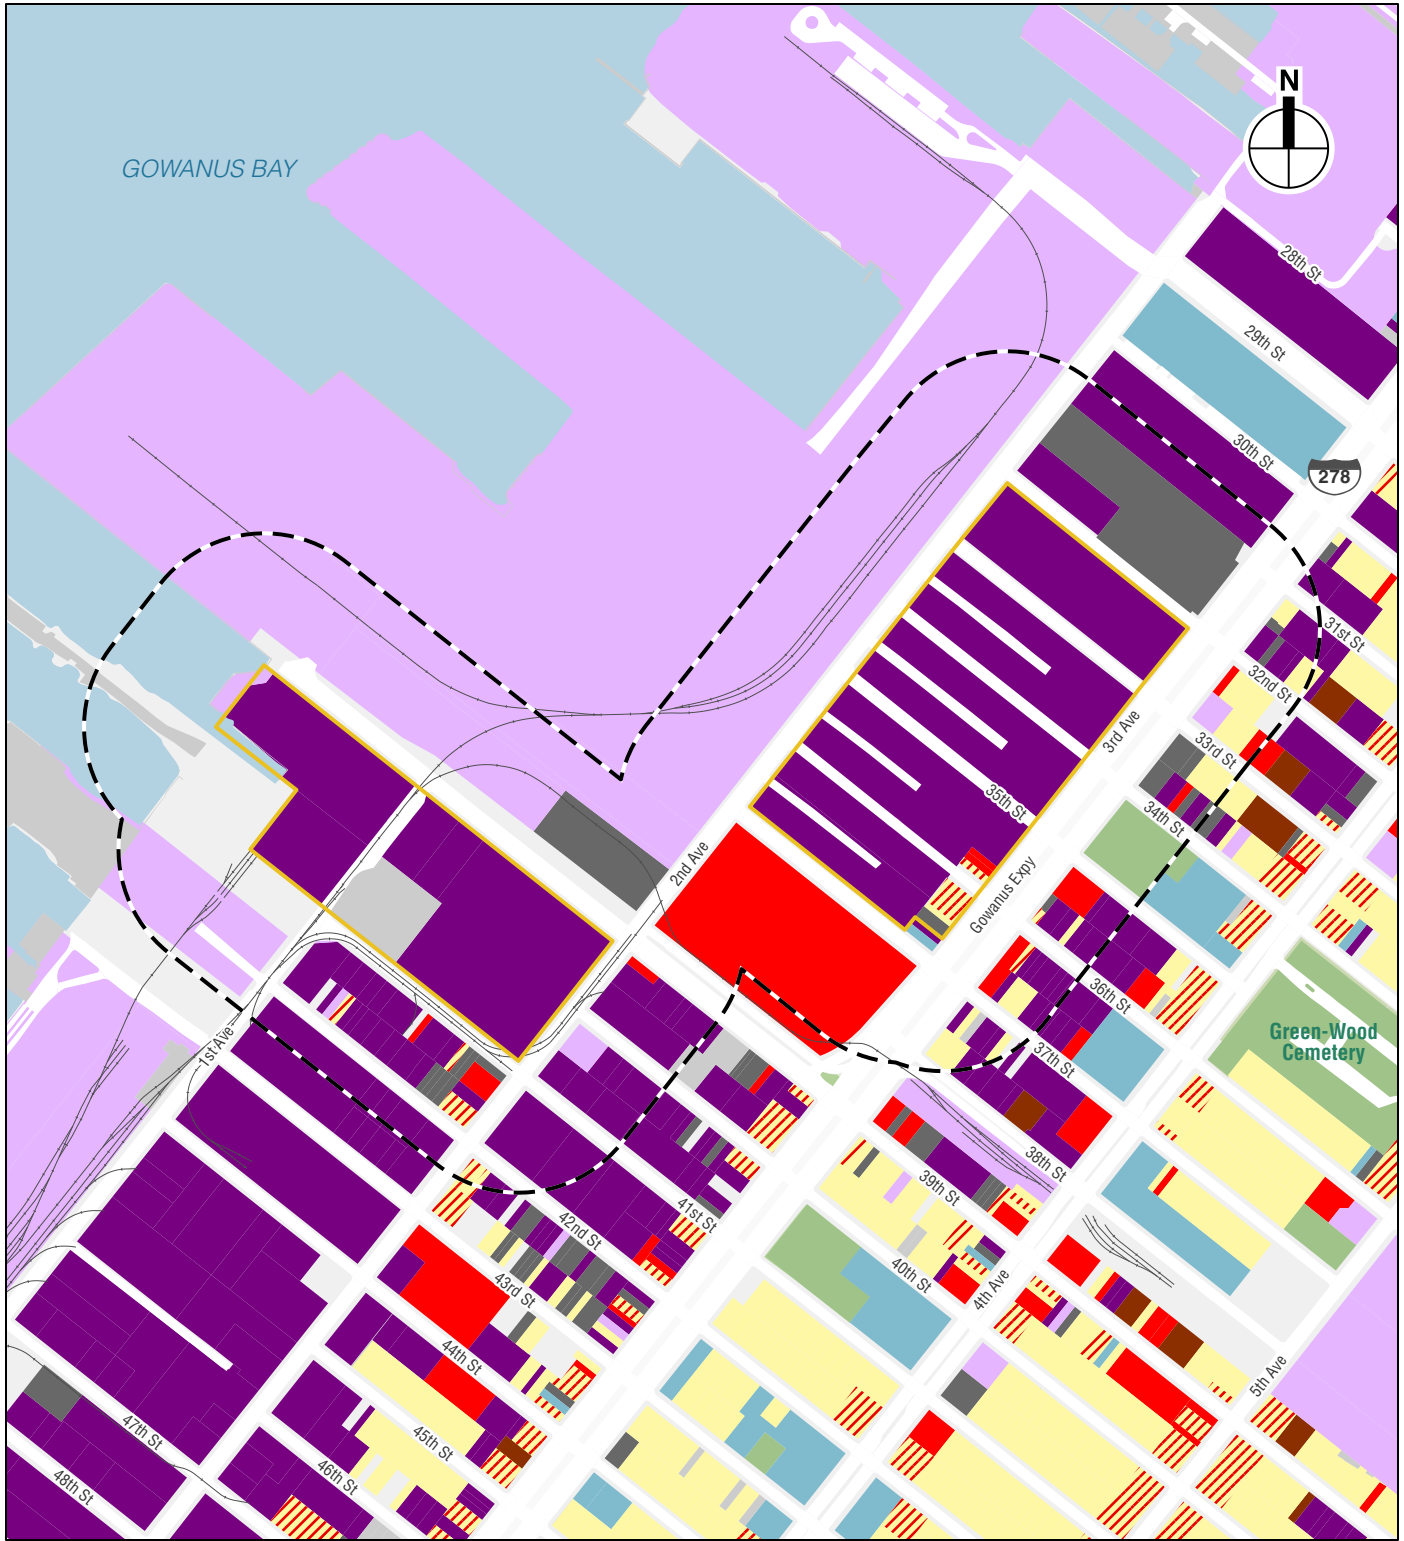 N
GOWANUS BAY
28th St
29th St
30th St
278
31st St
32nd St
3rd Ave
33rd St
35th St
34th St
2nd Ave
Gowanus Expy
36th St
Green-Wood
Cemetery
1st Ave
37th St
38th St
39th St
41st St
42nd St
40th St
4th Ave
43rd St
44th St
5th Ave
47th St
45th St
46th St
48th St